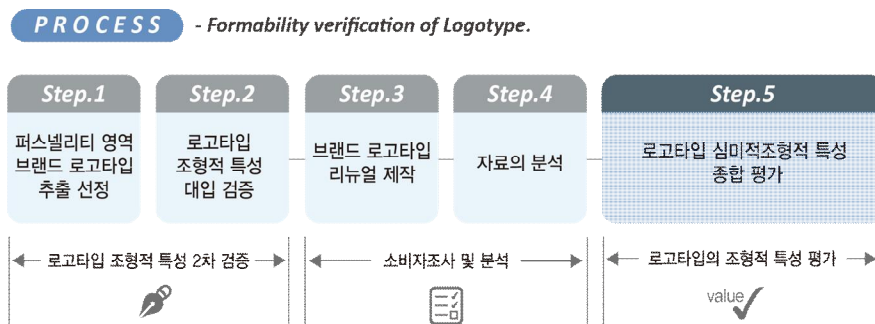 PROCESS - Formability verification of Logotype.
Step.1
퍼스넬리티 영역
브랜드 로고타입
추출 선정
Step.2
로고타입
조형적 특성
대입 검증
Step.3
브랜드 로고타입
리뉴얼 제작
Step.4
자료의 분석
Step.5
로고타입 심미적조형적 특성
종합 평가
로고타입 조형적 특성 2차 검증
소비자조사 및 분석
로고타입의 조형적 특성 평가
value